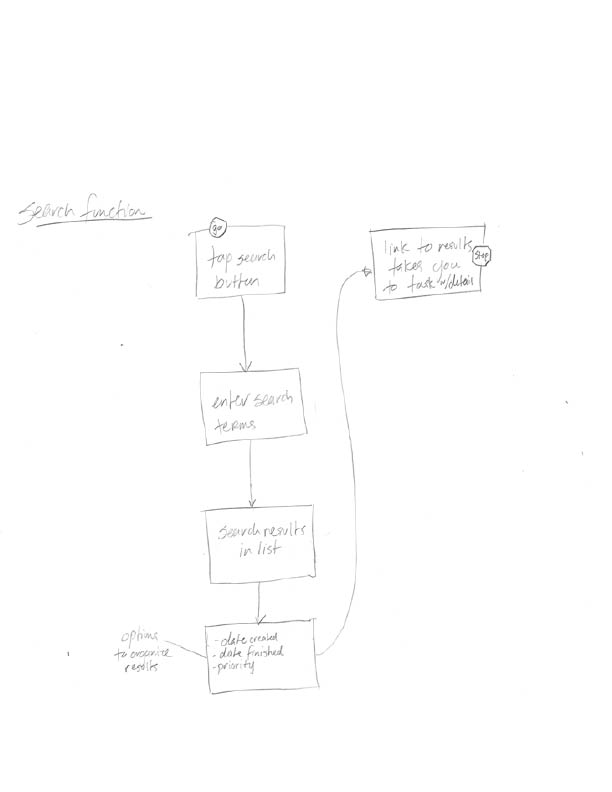 search function
go
tap search
button
enter search
terms
search results
in list
options
to organize
results
- date created
- date finished
- priority
link to results
takes you
to task w/detail
stop